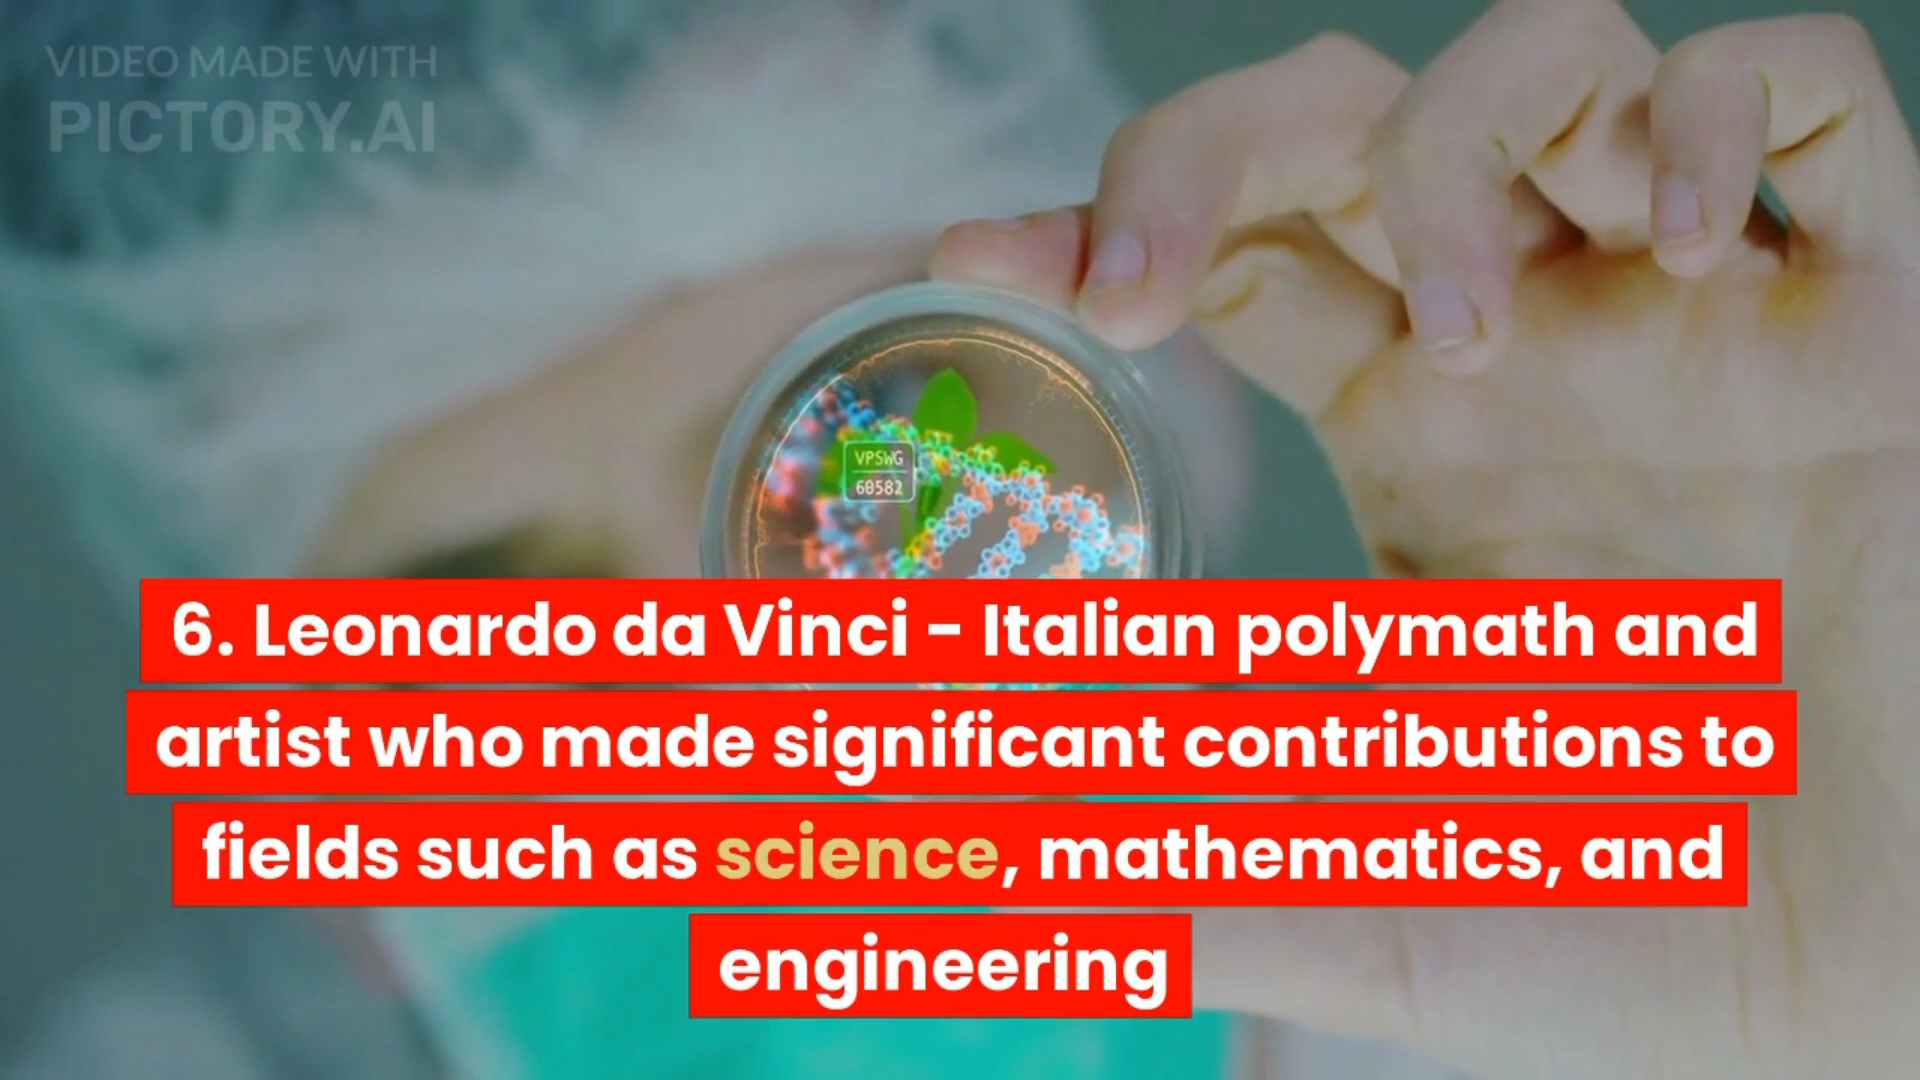 VIDEO MADE WITH
PICTORY.AI
VPSWG
60582
6. Leonardo da Vinci - Italian polymath and
artist who made significant contributions to
fields such as science, mathematics, and
engineering